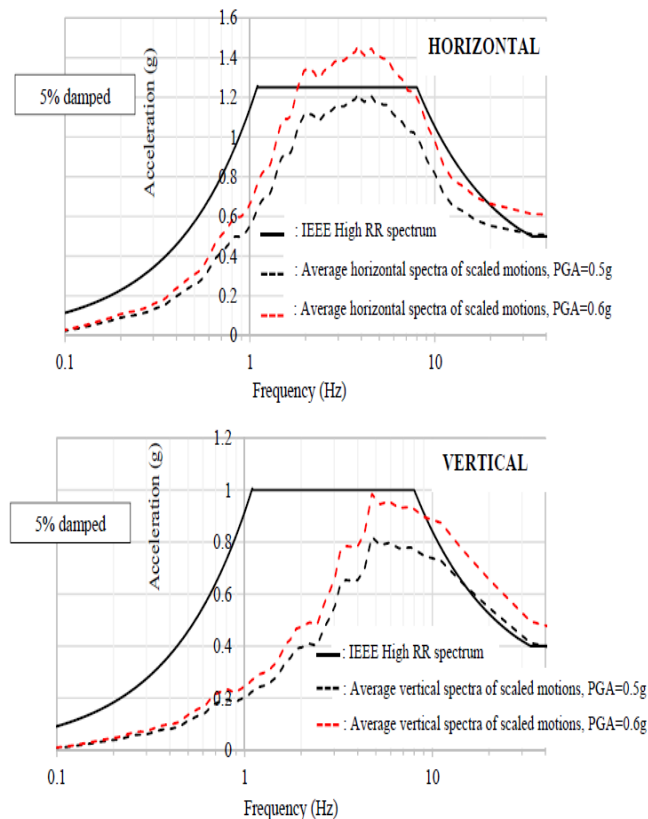 1.6
HORIZONTAL
1.4
5% damped
Acceleration (g)
1.2
1
0.8
0.6
: IEEE High RR spectrum
0.4
: Average horizontal spectra of scaled motions, PGA=0.5g
0.2
: Average horizontal spectra of scaled motions, PGA=0.6g
0
0.1 1 10
Frequency (Hz)
1.2
VERTICAL
1
5% damped
Acceleration (g)
0.8
0.6
0.4
: IEEE High RR spectrum
0.2
: Average vertical spectra of scaled motions, PGA=0.5g
: Average vertical spectra of scaled motions, PGA=0.6g
0
0.1 1 10
Frequency (Hz)